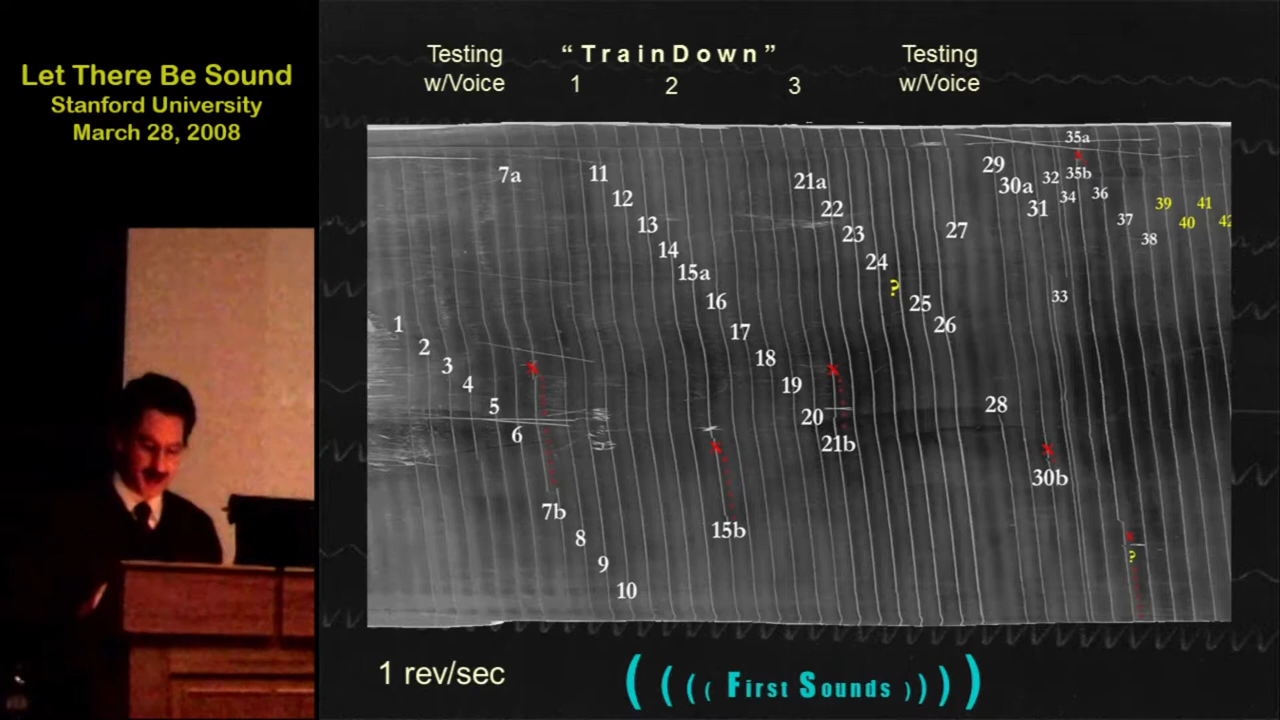 Let There Be Sound
Stanford University
March 28, 2008
Testing “TrainDown” Testing
w/Voice 1 2 3 w/Voice
35a
7a 11 21a 29 30a 32 35b
12 22 31 34 36 39 41
13 23 27 37 40 42
14 24 38
15a ?
16 25 33
1 17 26
2 18
3
4 19
5 20 28
6 21b
30b
7b 15b
8 ?
9
10
1 rev/sec
(((( First Sounds ))))